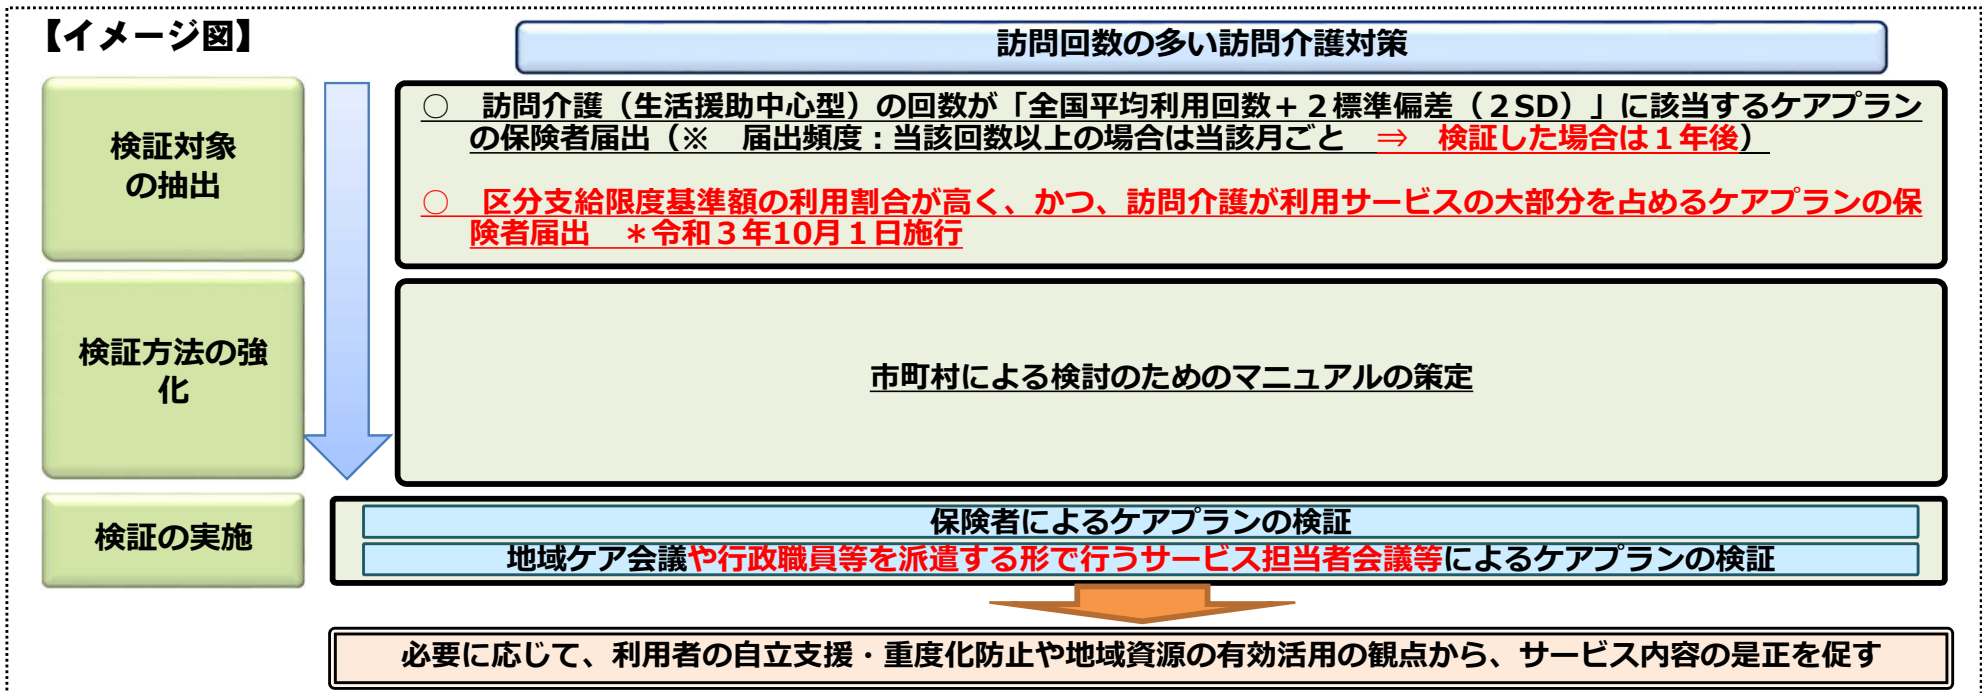 【イメージ図】
訪問回数の多い訪問介護対策
検証対象
の抽出
○　訪問介護（生活援助中心型）の回数が「全国平均利用回数＋２標準偏差（２SD）」に該当するケアプラン
の保険者届出（※　届出頻度：当該回数以上の場合は当該月ごと　⇒　検証した場合は１年後）
○　区分支給限度基準額の利用割合が高く、かつ、訪問介護が利用サービスの大部分を占めるケアプランの保
険者届出　＊令和３年10月１日施行
検証方法の強
化
市町村による検討のためのマニュアルの策定
検証の実施
保険者によるケアプランの検証
地域ケア会議や行政職員等を派遣する形で行うサービス担当者会議等によるケアプランの検証
必要に応じて、利用者の自立支援・重度化防止や地域資源の有効活用の観点から、サービス内容の是正を促す